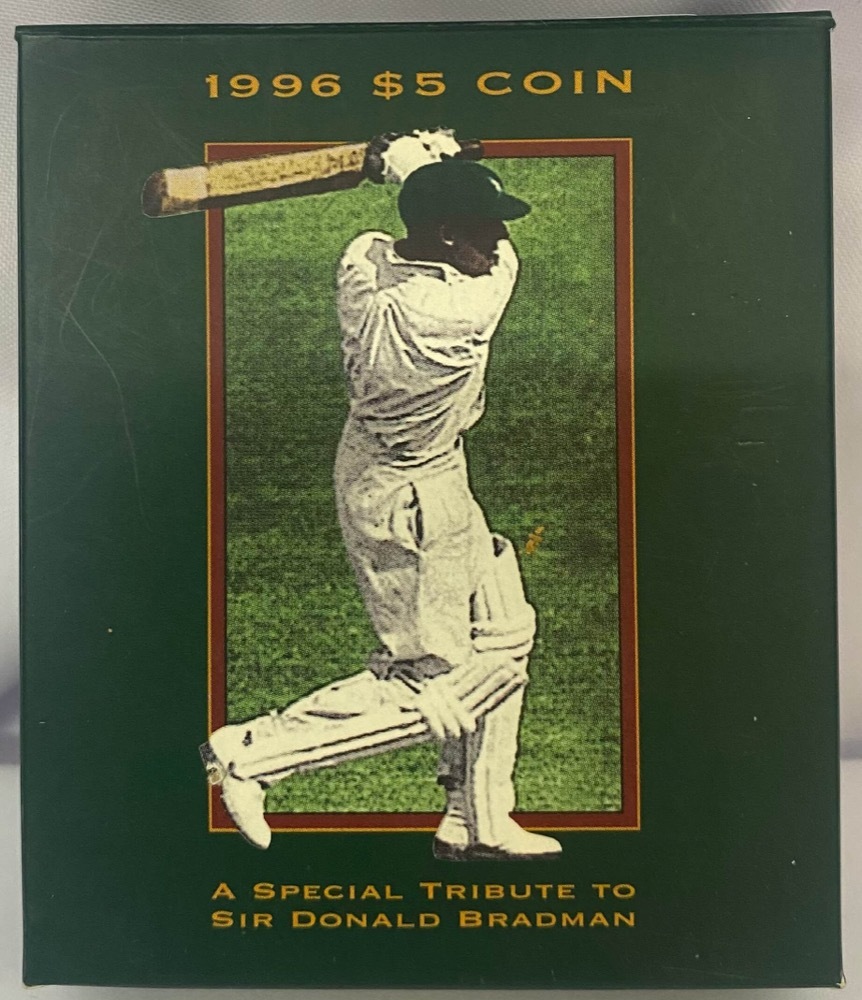 1996 $5 COIN
A SPECIAL TRIBUTE TO
SIR DONALD BRADMAN